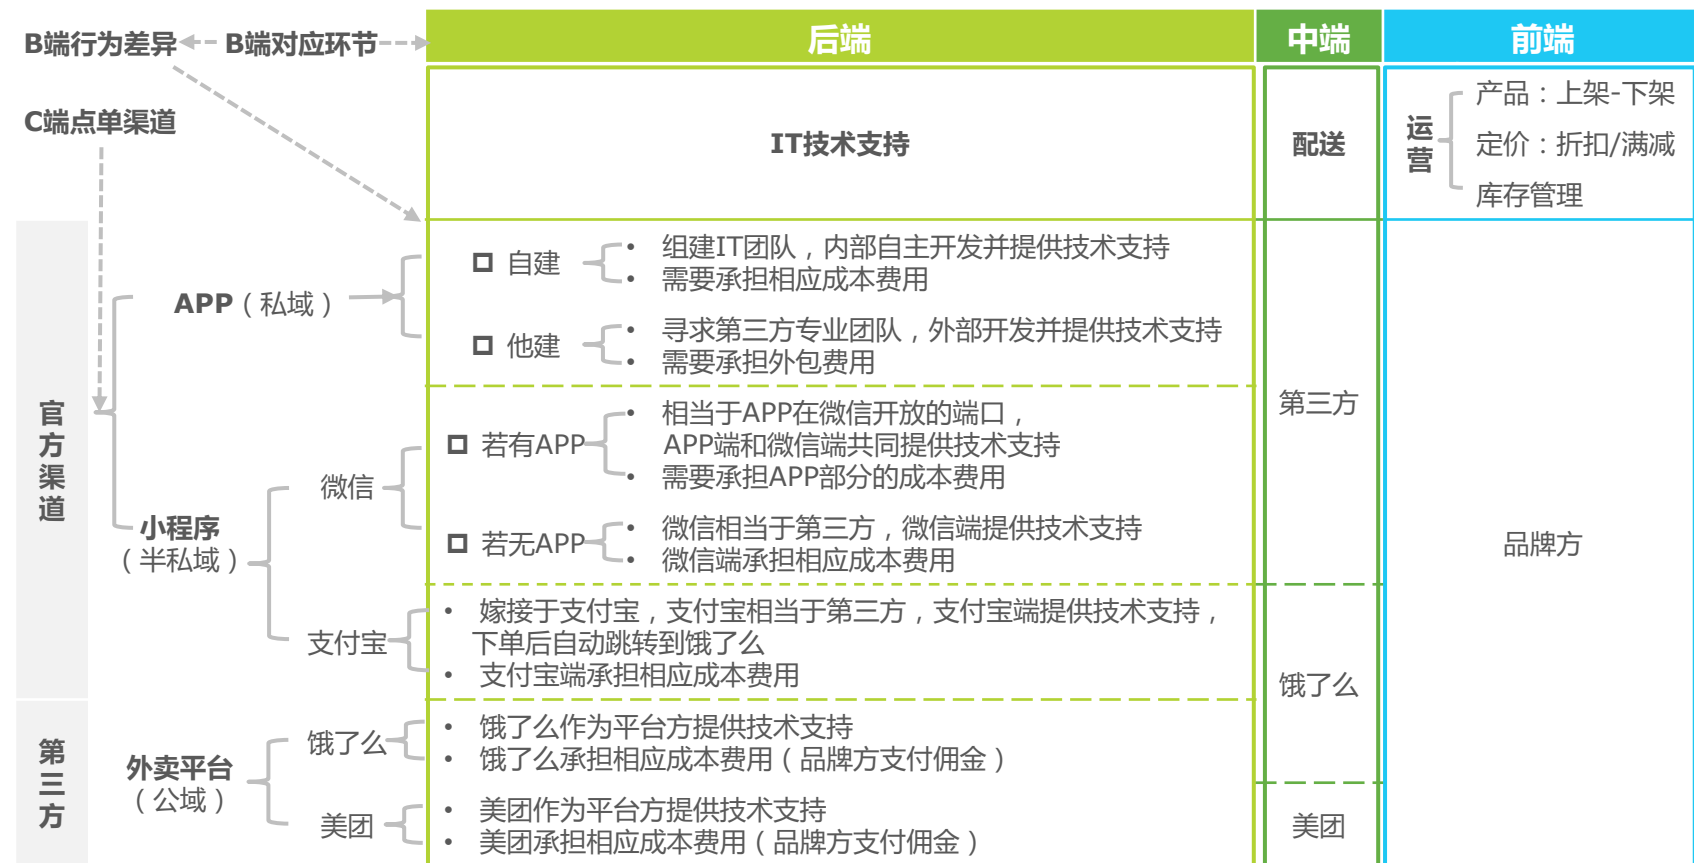 B端行为差异
B端对应环节
后端
中端
前端
C端点单渠道
IT技术支持
配送
运营
产品：上架-下架
定价：折扣/满减
库存管理
官方渠道
APP（私域）
□ 自建
• 组建IT团队，内部自主开发并提供技术支持
• 需要承担相应成本费用
□ 他建
• 寻求第三方专业团队，外部开发并提供技术支持
• 需要承担外包费用
小程序
（半私域）
微信
□ 若有APP
• 相当于APP在微信开放的端口，
APP端和微信端共同提供技术支持
• 需要承担APP部分的成本费用
□ 若无APP
• 微信相当于第三方，微信端提供技术支持
• 微信端承担相应成本费用
第三方
品牌方
支付宝
• 嫁接于支付宝，支付宝相当于第三方，支付宝端提供技术支持，
下单后自动跳转到饿了么
• 支付宝端承担相应成本费用
饿了么
第三方
外卖平台
（公域）
饿了么
• 饿了么作为平台方提供技术支持
• 饿了么承担相应成本费用（品牌方支付佣金）
美团
• 美团作为平台方提供技术支持
• 美团承担相应成本费用（品牌方支付佣金）
美团